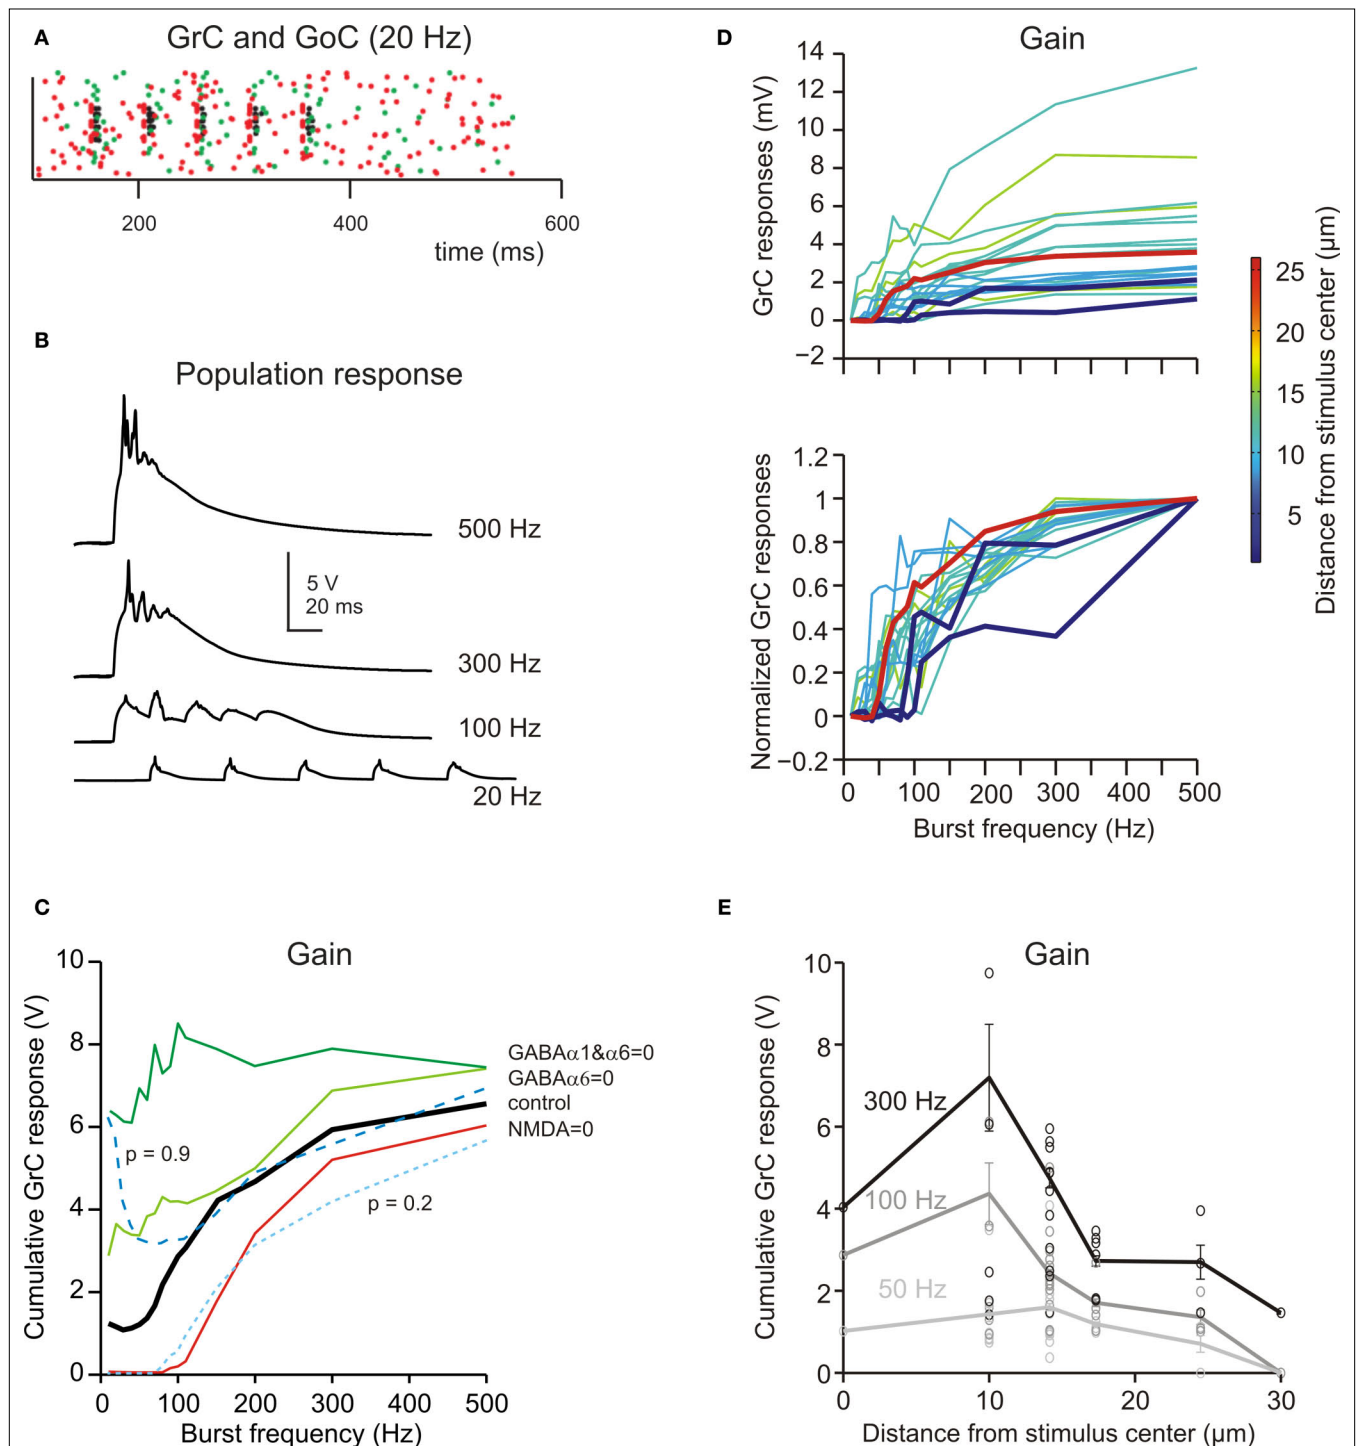 A
GrC and GoC (20 Hz)
200
400
600
time (ms)
B
Population response
500 Hz
5 V
20 ms
300 Hz
100 Hz
20 Hz
C
Gain
10
8
6
4
2
0
Cumulative GrC response (V)
GABAα1&α6=0
GABAα6=0
control
NMDA=0
p = 0.9
p = 0.2
0
100
200
300
400
500
Burst frequency (Hz)
D
Gain
14
12
10
8
6
4
2
0
−2
GrC responses (mV)
1.2
1
0.8
0.6
0.4
0.2
0
−0.2
Normalized GrC responses
0
100
200
300
400
500
Burst frequency (Hz)
25
20
15
10
5
Distance from stimulus center (µm)
E
Gain
10
8
6
4
2
0
Cumulative GrC response (V)
300 Hz
100 Hz
50 Hz
0
10
20
30
Distance from stimulus center (µm)